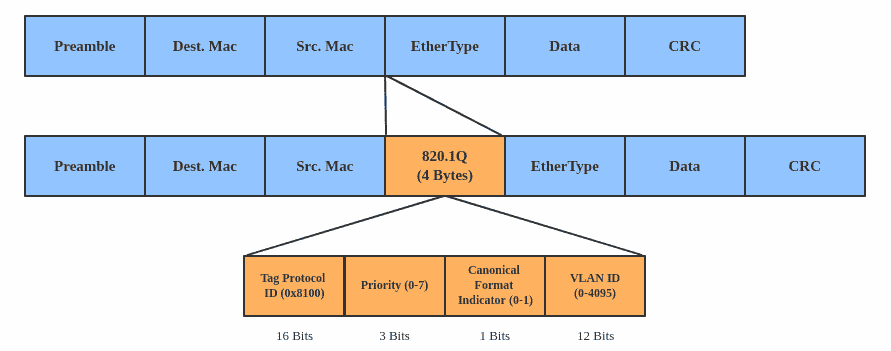 Preamble
Dest. Mac
Src. Mac
EtherType
Data
CRC
Preamble
Dest. Mac
Src. Mac
820.1Q
(4 Bytes)
EtherType
Data
CRC
Tag Protocol
ID (0x8100)
Priority (0-7)
Canonical
Format
Indicator (0-1)
VLAN ID
(0-4095)
16 Bits
3 Bits
1 Bit
12 Bits